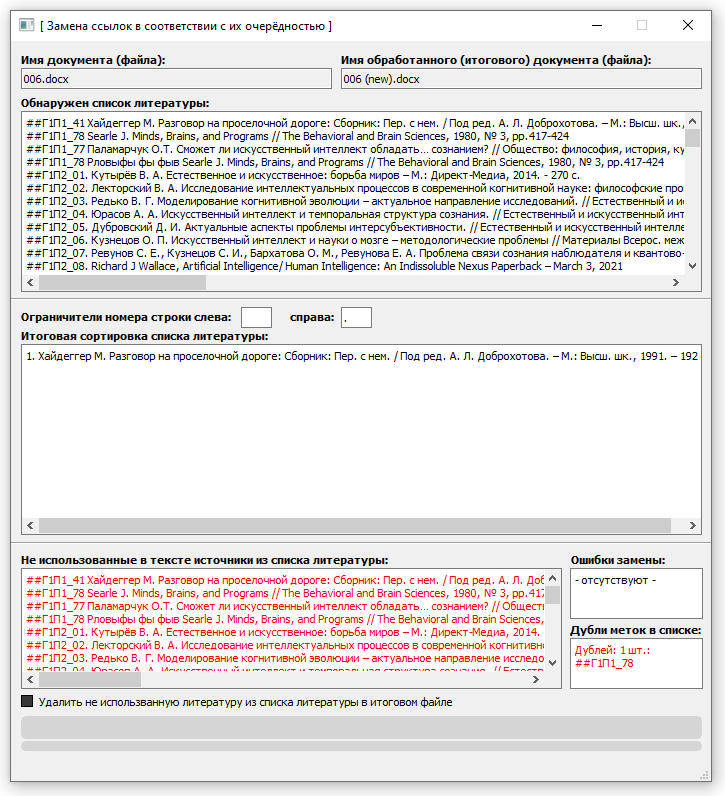 [ Замена ссылок в соответствии с их очерёдностью ]
Имя документа (файла):
Имя обработанного (итогового) документа (файла):
006.docx
006 (new).docx
Обнаружен список литературы:
##Г1П1_41 Хайдеггер М. Разговор на проселочной дороге: Сборник: Пер. с нем. / Под ред. А. Л. Доброхотова. – М.: Высш. шк.,
##Г1П1_78 Searle J. Minds, Brains, and Programs // The Behavioral and Brain Sciences, 1980, № 3, pp.417-424
##Г1П1_77 Паламарчук О.Т. Сможет ли искусственный интеллект обладать… сознанием? // Общество: философия, история, ку
##Г1П1_78 Рловыфы фы фыв Searle J. Minds, Brains, and Programs // The Behavioral and Brain Sciences, 1980, № 3, pp.417-424
##Г1П2_01. Кутырёв В. А. Естественное и искусственное: борьба миров – М.: Директ-Медиа, 2014. - 270 с.
##Г1П2_02. Лекторский В. А. Исследование интеллектуальных процессов в современной когнитивной науке: философские про
##Г1П2_03. Редько В. Г. Моделирование когнитивной эволюции – актуальное направление исследований. // Естественный и ис
##Г1П2_04. Юрасов А. А. Искусственный интеллект и темпоральная структура сознания. // Естественный и искусственный инт
##Г1П2_05. Дубровский Д. И. Актуальные аспекты проблемы интерсубъективности. // Естественный и искусственный интелле
##Г1П2_06. Кузнецов О. П. Искусственный интеллект и науки о мозге – методологические проблемы // Материалы Всерос. меж
##Г1П2_07. Ревунов С. Е., Кузнецов С. И., Бархатова О. М., Ревунова Е. А. Проблема связи сознания наблюдателя и квантово-
##Г1П2_08. Richard J Wallace, Artificial Intelligence/ Human Intelligence: An Indissoluble Nexus Paperback – March 3, 2021
Ограничители номера строки слева:
справа:
.
Итоговая сортировка списка литературы:
1. Хайдеггер М. Разговор на проселочной дороге: Сборник: Пер. с нем. / Под ред. А. Л. Доброхотова. – М.: Высш. шк., 1991. – 192
Не использованные в тексте источники из списка литературы:
##Г1П1_41 Хайдеггер М. Разговор на проселочной дороге: Сборник: Пер. с нем. / Под ред. А. Л. Доб
##Г1П1_78 Searle J. Minds, Brains, and Programs // The Behavioral and Brain Sciences, 1980, № 3, pp.417
##Г1П1_77 Паламарчук О.Т. Сможет ли искусственный интеллект обладать… сознанием? // Обществ
##Г1П1_78 Рловыфы фы фыв Searle J. Minds, Brains, and Programs // The Behavioral and Brain Sciences,
##Г1П2_01. Кутырёв В. А. Естественное и искусственное: борьба миров – М.: Директ-Медиа, 2014. -
##Г1П2_02. Лекторский В. А. Исследование интеллектуальных процессов в современной когнитивно
##Г1П2_03. Редько В. Г. Моделирование когнитивной эволюции – актуальное направление исследо
##Г1П2_04. Юрасов А. А. Искусственный интеллект и темпоральная структура сознания. // Естестве
Ошибки замены:
- отсутствуют -
Дубли меток в списке:
Дублей: 1 шт.:
##Г1П1_78
Удалить не использванную литературу из списка литературы в итоговом файле